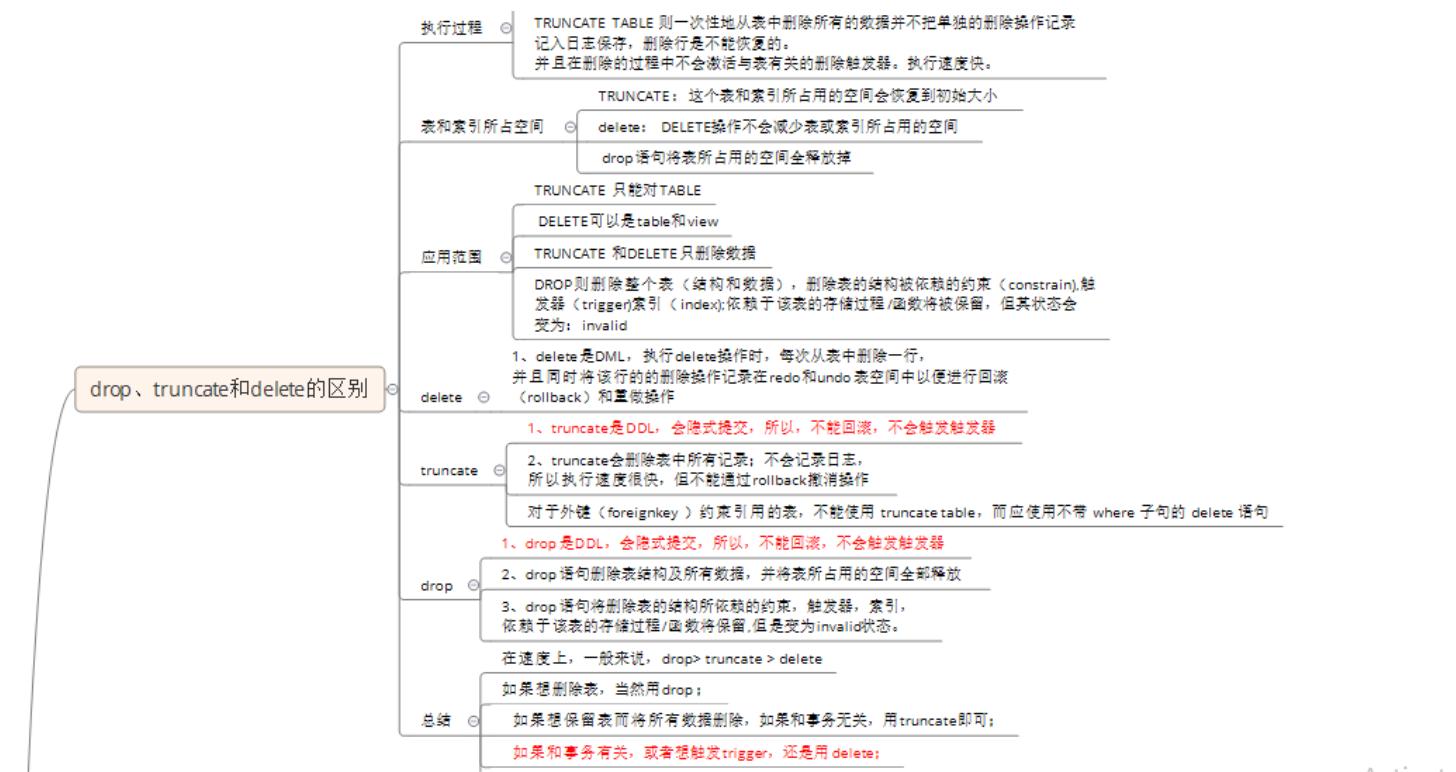 执行过程
TRUNCATE TABLE 则一次性地从表中删除所有的数据并不把单独的删除操作记录
记入日志保存，删除行是不能恢复的。
并且在删除的过程中不会激活与表有关的删除触发器。执行速度快。
表和索引所占空间
TRUNCATE：这个表和索引所占用的空间会恢复到初始大小
delete： DELETE操作不会减少表或索引所占用的空间
drop语句将表所占用的空间全释放掉
应用范围
TRUNCATE 只能对TABLE
DELETE可以是table和view
TRUNCATE 和DELETE只删除数据
DROP则删除整个表（结构和数据），删除表的结构被依赖的约束（constrain),触
发器（trigger)索引（index);依赖于该表的存储过程/函数将被保留，但其状态会
变为：invalid
drop、truncate和delete的区别
delete
1、delete是DML，执行delete操作时，每次从表中删除一行，
并且同时将该行的的删除操作记录在redo和undo表空间中以便进行回滚
（rollback）和重做操作
truncate
1、truncate是DDL，会隐式提交，所以，不能回滚，不会触发触发器
2、truncate会删除表中所有记录；不会记录日志，
所以执行速度很快，但不能通过rollback撤消操作
对于外键（foreignkey ）约束引用的表，不能使用 truncate table，而应使用不带 where 子句的 delete 语句
drop
1、drop是DDL，会隐式提交，所以，不能回滚，不会触发触发器
2、drop语句删除表结构及所有数据，并将表所占用的空间全部释放
3、drop语句将删除表的结构所依赖的约束，触发器，索引，
依赖于该表的存储过程/函数将保留,但是变为invalid状态。
总结
在速度上，一般来说，drop> truncate > delete
如果想删除表，当然用drop；
如果想保留表而将所有数据删除，如果和事务无关，用truncate即可；
如果和事务有关，或者想触发trigger，还是用delete；